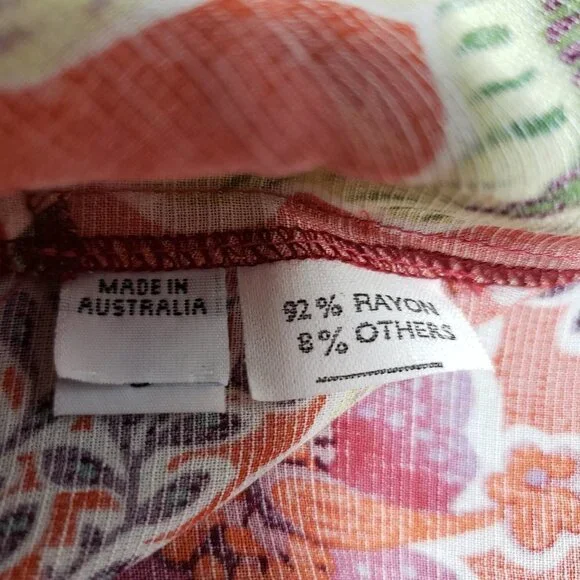 MADE IN
AUSTRALIA
92% RAYON
8% OTHERS